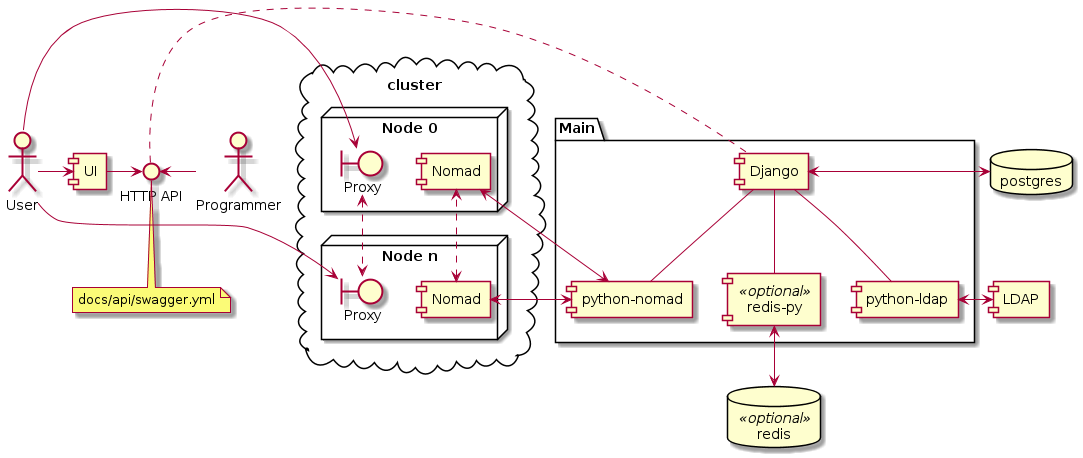 cluster
Node 0
Main
UI
Proxy
Nomad
Django
postgres
User
HTTP API
Programmer
Node n
docs/api/swagger.yml
Proxy
Nomad
python-nomad
«optional»
redis-py
python-ldap
LDAP
«optional»
redis